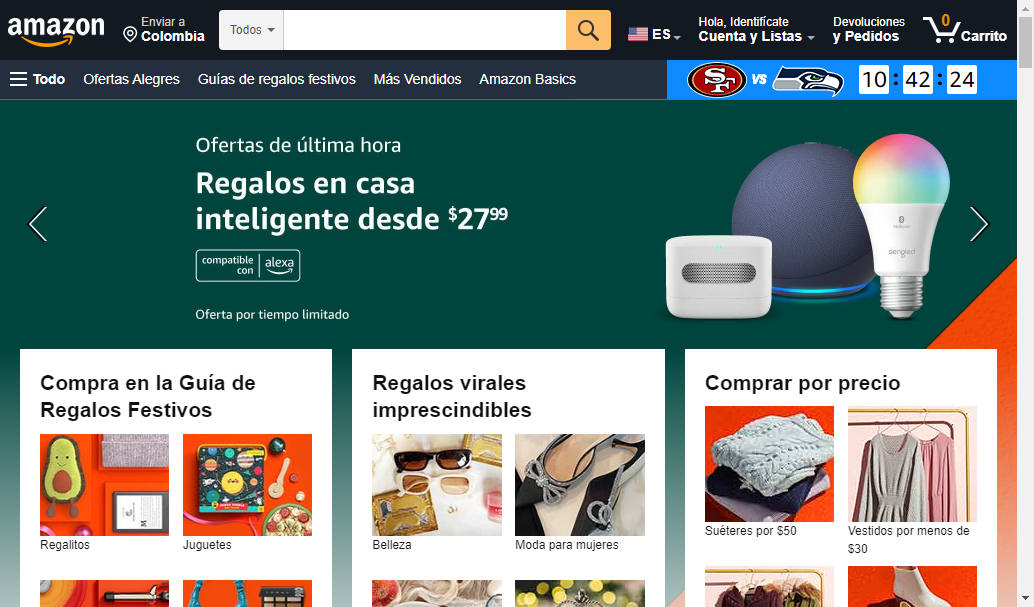 amazon
Enviar a
Colombia
Todos
ES
Hola, Identifícate
Cuenta y Listas
Devoluciones
y Pedidos
0
Carrito
Todo
Ofertas Alegres
Guías de regalos festivos
Más Vendidos
Amazon Basics
SF
VS
10:42:24
Ofertas de última hora
Regalos en casa
inteligente desde $27⁹⁹
compatible
con
alexa
Oferta por tiempo limitado
sengled
Compra en la Guía de
Regalos Festivos
Regalos virales
imprescindibles
Comprar por precio
Regalitos
Juguetes
Belleza
Moda para mujeres
Suéteres por $50
Vestidos por menos de
$30